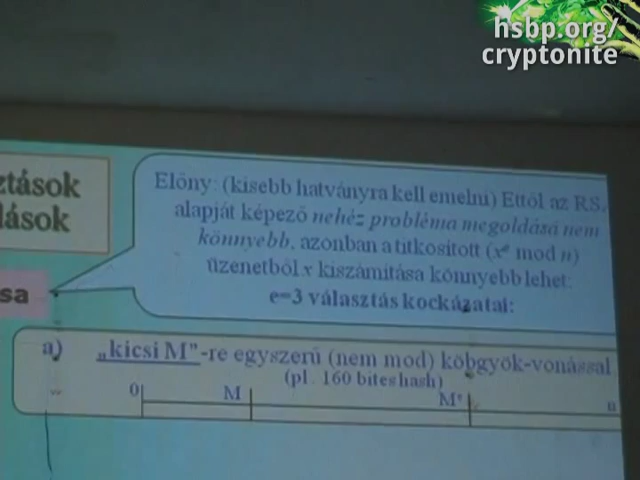 hsbp.org/
cryptonite
ztások
lások
Előny: (kisebb hatványra kell emelni) Ettől az RS
alapját képező nehéz probléma megoldása nem
könnyebb, azonban a titkosított (xᵉ mod n)
üzenetből x kiszámítása könnyebb lehet:
e=3 választás kockázatai:
sa
a) „kicsi M”-re egyszerű (nem mod) köbgyök-vonással
(pl. 160 bites hash)
0 M n